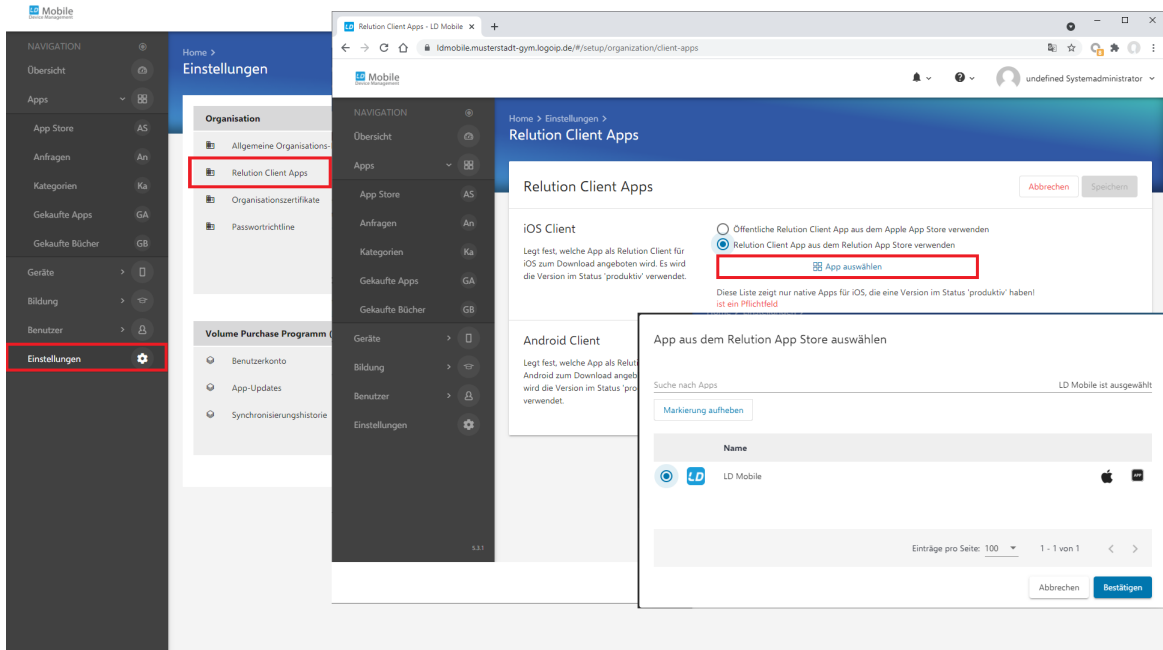 LD Mobile
Device Management
NAVIGATION
Übersicht
Apps
App Store AS
Anfragen An
Kategorien Ka
Gekaufte Apps GA
Gekaufte Bücher GB
Geräte
Bildung
Benutzer
Einstellungen
Home >
Einstellungen
Organisation
Allgemeine Organisations-
Relution Client Apps
Organisationszertifikate
Passwortrichtline
Volume Purchase Programm (
Benutzerkonto
App-Updates
Synchronisierungshistorie
LD Relution Client Apps - LD Mobile
ldmobile.musterstadt-gym.logoip.de/#/setup/organization/client-apps
LD Mobile
Device Management
undefined Systemadministrator
NAVIGATION
Übersicht
Apps
App Store AS
Anfragen An
Kategorien Ka
Gekaufte Apps GA
Gekaufte Bücher GB
Geräte
Bildung
Benutzer
Einstellungen
5.3.1
Home > Einstellungen >
Relution Client Apps
Relution Client Apps
Abbrechen Speichern
iOS Client
Legt fest, welche App als Relution Client für
iOS zum Download angeboten wird. Es wird
die Version im Status 'produktiv' verwendet.
Öffentliche Relution Client App aus dem Apple App Store verwenden
Relution Client App aus dem Relution App Store verwenden
App auswählen
Diese Liste zeigt nur native Apps für iOS, die eine Version im Status 'produktiv' haben!
ist ein Pflichtfeld
Android Client
Legt fest, welche App als Reluti
Android zum Download angeb
wird die Version im Status 'pro
verwendet.
App aus dem Relution App Store auswählen
Suche nach Apps
LD Mobile ist ausgewählt
Markierung aufheben
Name
LD LD Mobile APP
Einträge pro Seite: 100 1 - 1 von 1
Abbrechen Bestätigen